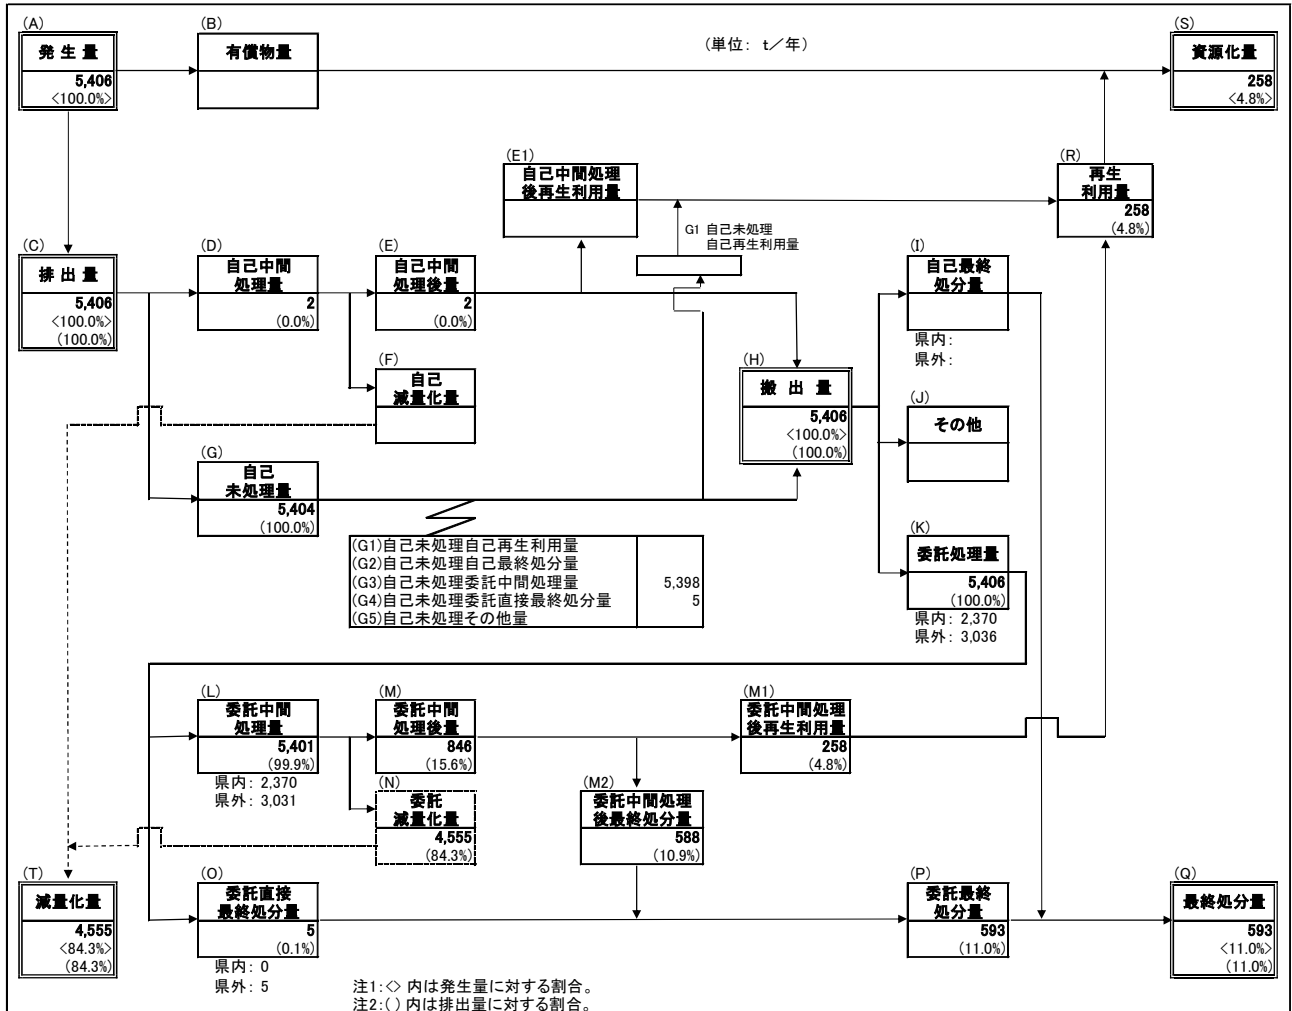 (A)
発 生 量
5,406
<100.0%>
(B)
有償物量
(単位: t/年)
(S)
資源化量
258
<4.8%>
(E1)
自己中間処理
後再生利用量
(R)
再生
利用量
258
(4.8%)
G1 自己未処理
自己再生利用量
(C)
排 出 量
5,406
<100.0%>
(100.0%)
(D)
自己中間
処理量
2
(0.0%)
(E)
自己中間
処理後量
2
(0.0%)
(I)
自己最終
処分量
県内:
県外:
(F)
自己
減量化量
(H)
搬 出 量
5,406
<100.0%>
(100.0%)
(J)
その他
(G)
自己
未処理量
5,404
(100.0%)
(G1)自己未処理自己再生利用量
(G2)自己未処理自己最終処分量
(G3)自己未処理委託中間処理量 5,398
(G4)自己未処理委託直接最終処分量 5
(G5)自己未処理その他量
(K)
委託処理量
5,406
(100.0%)
県内: 2,370
県外: 3,036
(L)
委託中間
処理量
5,401
(99.9%)
県内: 2,370
県外: 3,031
(M)
委託中間
処理後量
846
(15.6%)
(M1)
委託中間処理
後再生利用量
258
(4.8%)
(N)
委託
減量化量
4,555
(84.3%)
(M2)
委託中間処理
後最終処分量
588
(10.9%)
(T)
減量化量
4,555
<84.3%>
(84.3%)
(O)
委託直接
最終処分量
5
(0.1%)
県内: 0
県外: 5
(P)
委託最終
処分量
593
(11.0%)
(Q)
最終処分量
593
<11.0%>
(11.0%)
注1:<> 内は発生量に対する割合。
注2:( ) 内は排出量に対する割合。